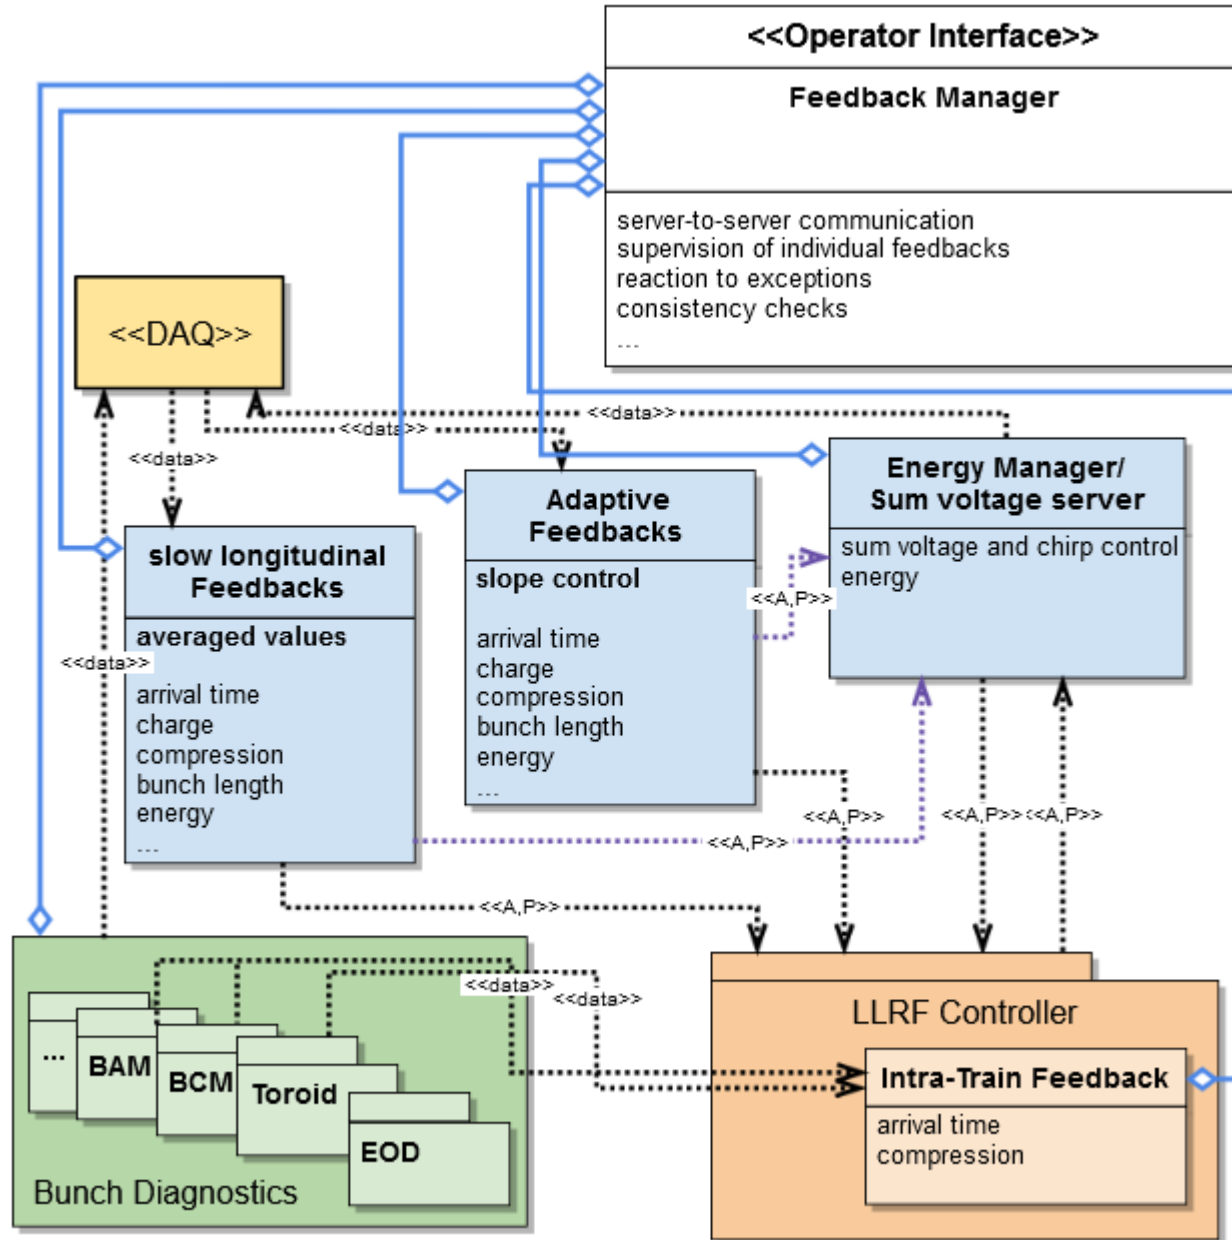 <<Operator Interface>>
Feedback Manager
server-to-server communication
supervision of individual feedbacks
reaction to exceptions
consistency checks
...
<<DAQ>>
<<data>>
<<data>>
<<data>>
<<data>>
Energy Manager/
Sum voltage server
sum voltage and chirp control
energy
Adaptive
Feedbacks
slope control
arrival time
charge
compression
bunch length
energy
...
slow longitudinal
Feedbacks
averaged values
arrival time
charge
compression
bunch length
energy
...
<<A,P>>
<<A,P>>
<<A,P>>
<<A,P>>
<<A,P>>
<<A,P>>
<<data>>
<<data>>
...
BAM
BCM
Toroid
EOD
Bunch Diagnostics
LLRF Controller
Intra-Train Feedback
arrival time
compression